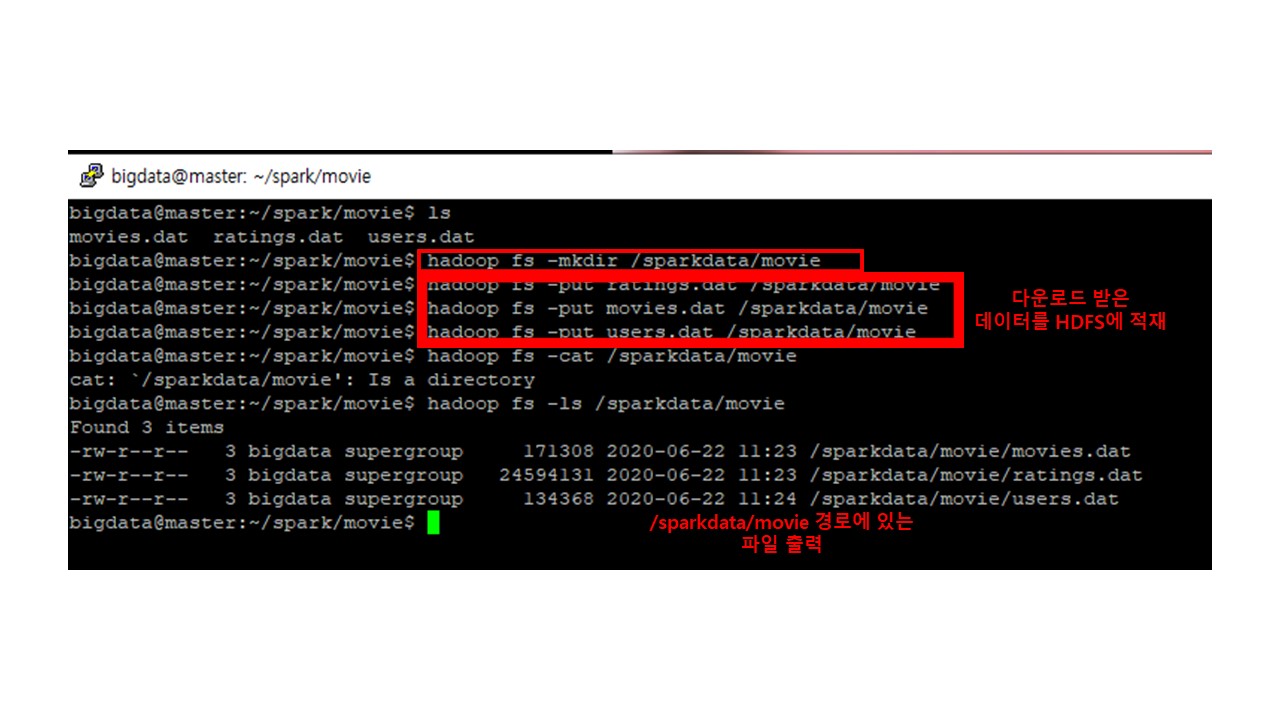 bigdata@master: ~/spark/movie
bigdata@master:~/spark/movie$ ls
movies.dat  ratings.dat  users.dat
bigdata@master:~/spark/movie$ hadoop fs -mkdir /sparkdata/movie
bigdata@master:~/spark/movie$ hadoop fs -put ratings.dat /sparkdata/movie
bigdata@master:~/spark/movie$ hadoop fs -put movies.dat /sparkdata/movie
bigdata@master:~/spark/movie$ hadoop fs -put users.dat /sparkdata/movie
다운로드 받은
데이터를 HDFS에 적재
bigdata@master:~/spark/movie$ hadoop fs -cat /sparkdata/movie
cat: `/sparkdata/movie': Is a directory
bigdata@master:~/spark/movie$ hadoop fs -ls /sparkdata/movie
Found 3 items
-rw-r--r--   3 bigdata supergroup     171308 2020-06-22 11:23 /sparkdata/movie/movies.dat
-rw-r--r--   3 bigdata supergroup   24594131 2020-06-22 11:23 /sparkdata/movie/ratings.dat
-rw-r--r--   3 bigdata supergroup     134368 2020-06-22 11:24 /sparkdata/movie/users.dat
bigdata@master:~/spark/movie$
/sparkdata/movie 경로에 있는
파일 출력